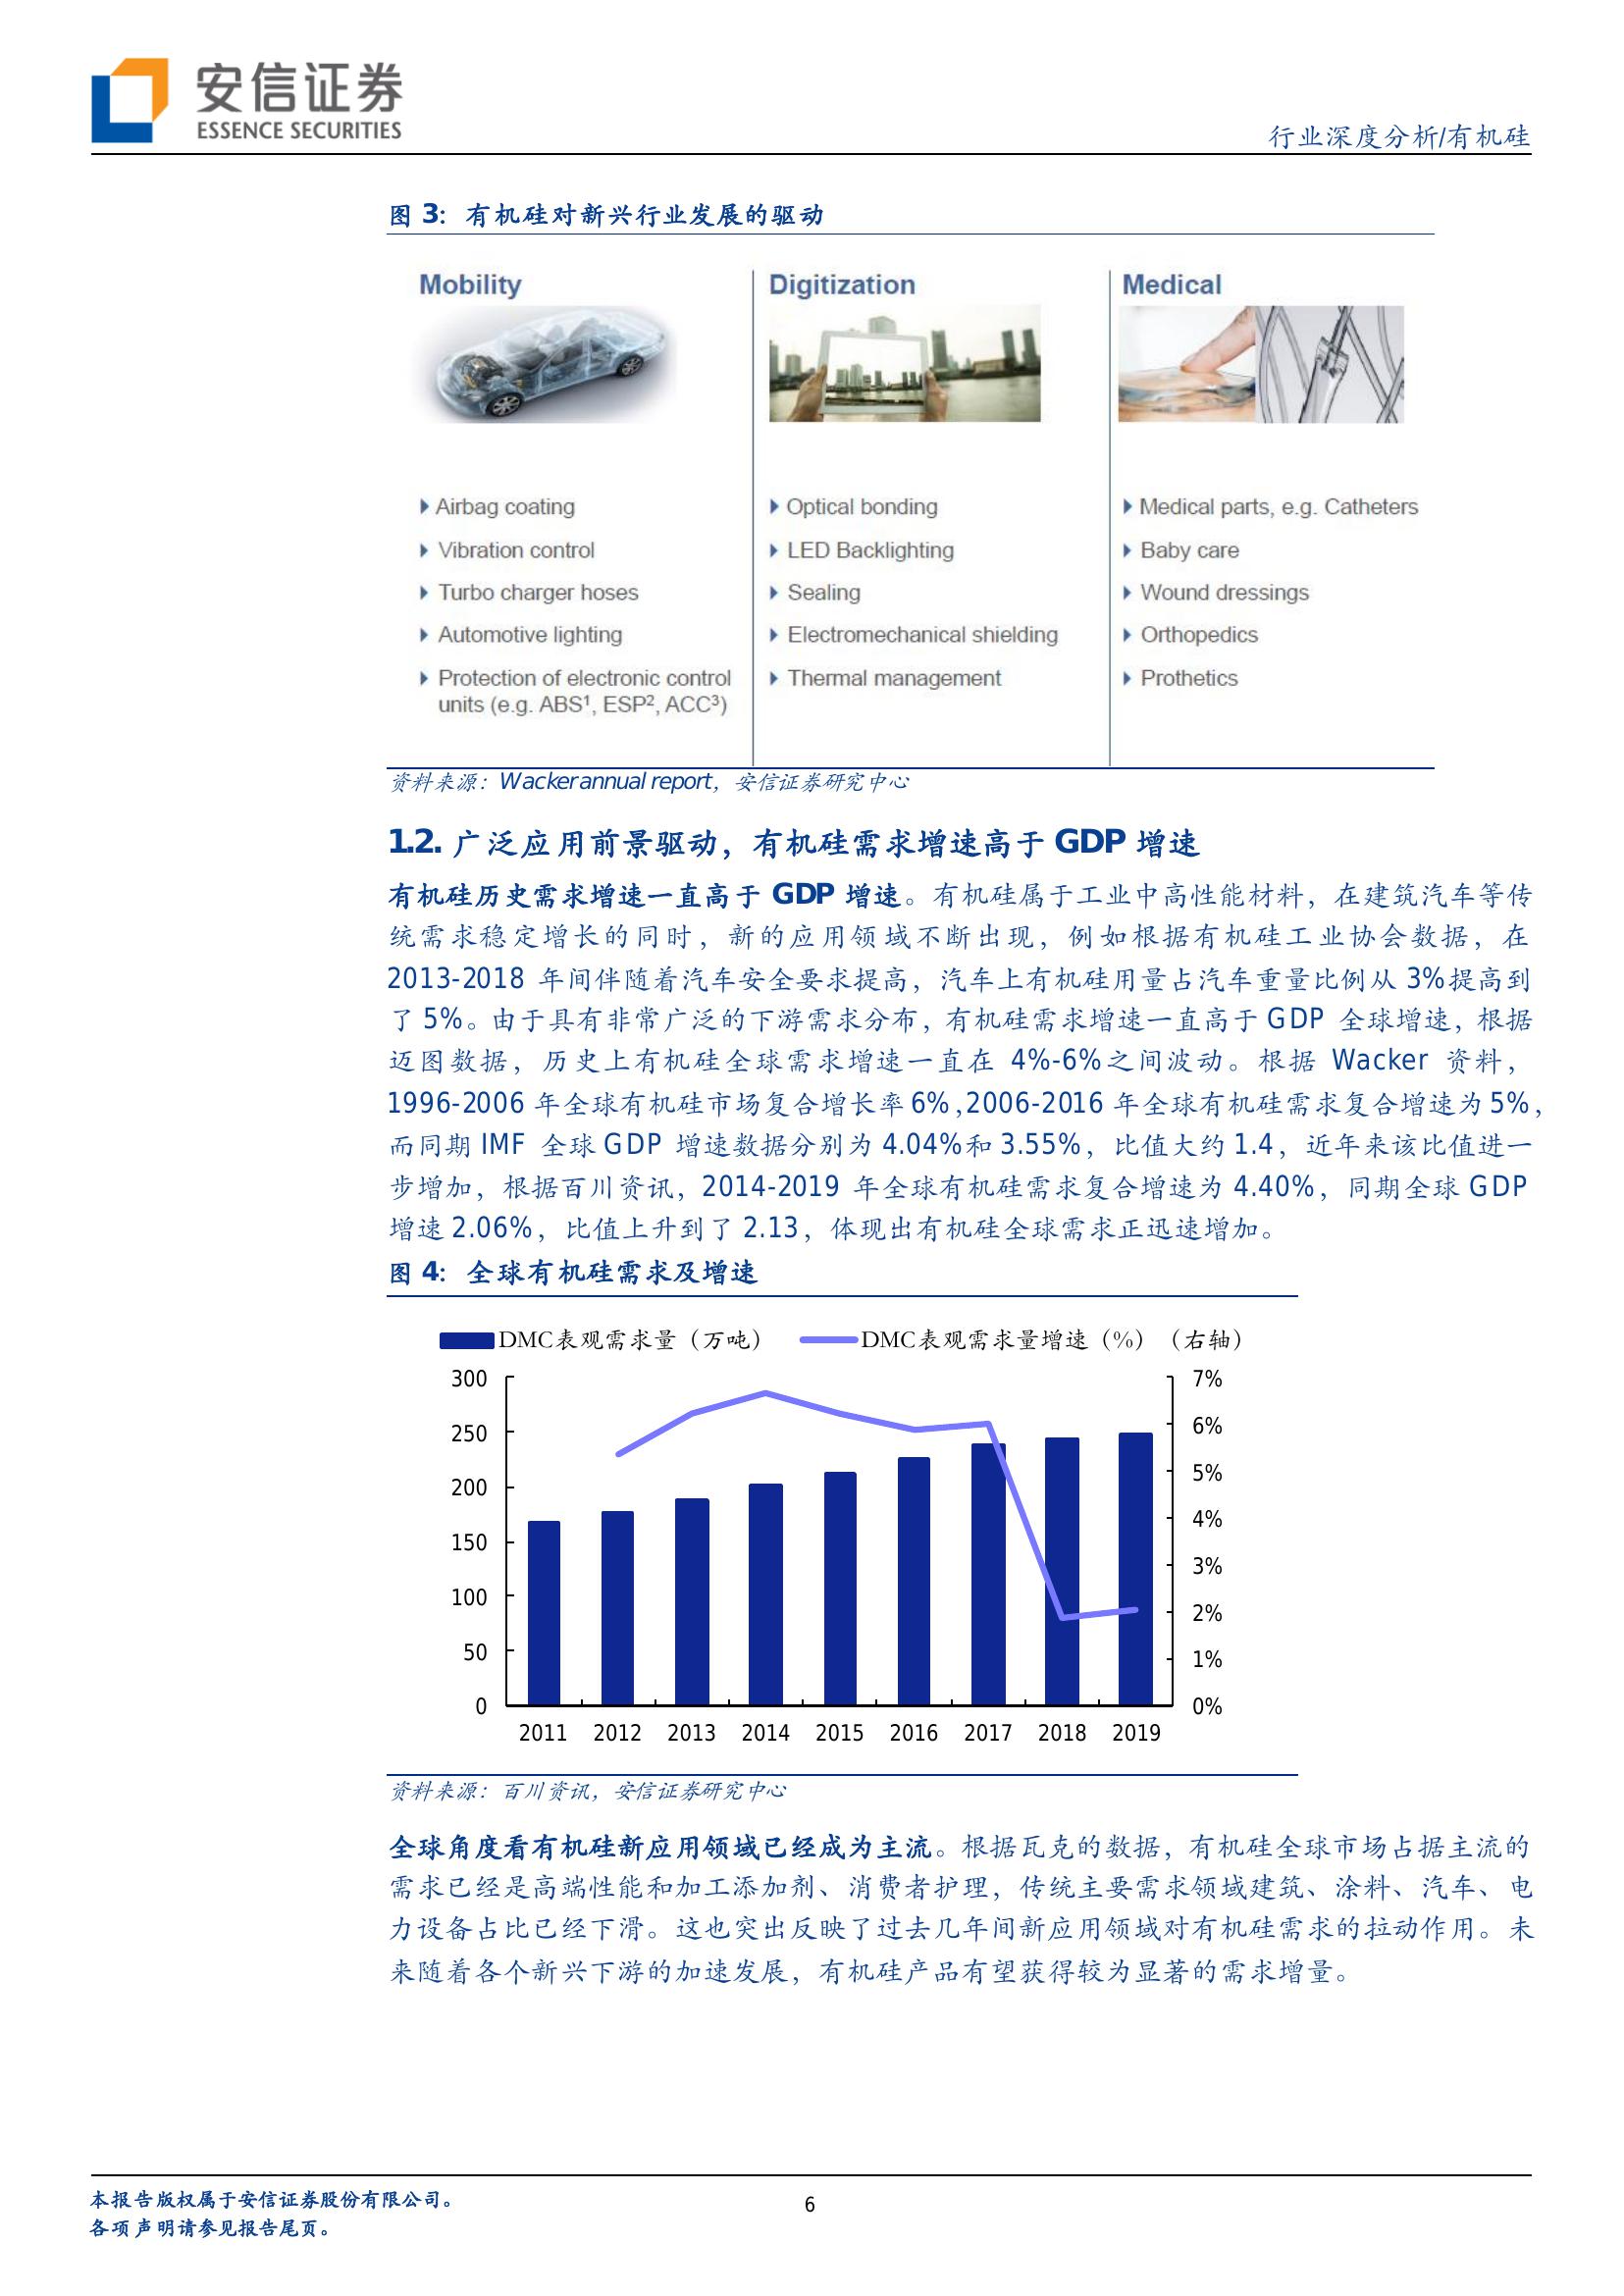 安信证券
ESSENCE SECURITIES
行业深度分析/有机硅
图 3：有机硅对新兴行业发展的驱动
Mobility
Airbag coating
Vibration control
Turbo charger hoses
Automotive lighting
Protection of electronic control
units (e.g. ABS¹, ESP², ACC³)
Digitization
Optical bonding
LED Backlighting
Sealing
Electromechanical shielding
Thermal management
Medical
Medical parts, e.g. Catheters
Baby care
Wound dressings
Orthopedics
Prothetics
资料来源：Wacker annual report，安信证券研究中心
1.2. 广泛应用前景驱动，有机硅需求增速高于 GDP 增速
有机硅历史需求增速一直高于 GDP 增速。有机硅属于工业中高性能材料，在建筑汽车等传
统需求稳定增长的同时，新的应用领域不断出现，例如根据有机硅工业协会数据，在
2013-2018 年间伴随着汽车安全要求提高，汽车上有机硅用量占汽车重量比例从 3%提高到
了 5%。由于具有非常广泛的下游需求分布，有机硅需求增速一直高于 GDP 全球增速，根据
迈图数据，历史上有机硅全球需求增速一直在 4%-6%之间波动。根据 Wacker 资料，
1996-2006 年全球有机硅市场复合增长率 6%，2006-2016 年全球有机硅需求复合增速为 5%，
而同期 IMF 全球 GDP 增速数据分别为 4.04%和 3.55%，比值大约 1.4，近年来该比值进一
步增加，根据百川资讯，2014-2019 年全球有机硅需求复合增速为 4.40%，同期全球 GDP
增速 2.06%，比值上升到了 2.13，体现出有机硅全球需求正迅速增加。
图 4：全球有机硅需求及增速
DMC表观需求量（万吨） DMC表观需求量增速（%）（右轴）
300 7%
250 6%
200 5%
150 4%
100 3%
50 2%
0 1%
0%
2011 2012 2013 2014 2015 2016 2017 2018 2019
资料来源：百川资讯，安信证券研究中心
全球角度看有机硅新应用领域已经成为主流。根据瓦克的数据，有机硅全球市场占据主流的
需求已经是高端性能和加工添加剂、消费者护理，传统主要需求领域建筑、涂料、汽车、电
力设备占比已经下滑。这也突出反映了过去几年间新应用领域对有机硅需求的拉动作用。未
来随着各个新兴下游的加速发展，有机硅产品有望获得较为显著的需求增量。
本报告版权属于安信证券股份有限公司。
各项声明请参见报告尾页。
6